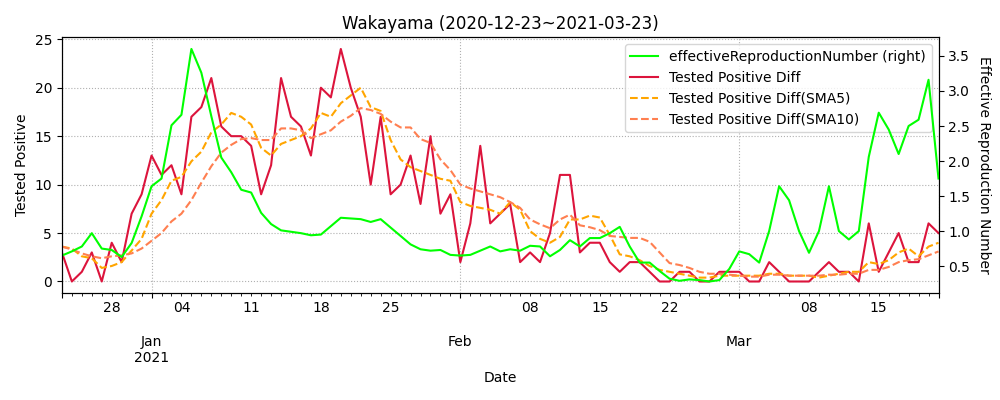 Wakayama (2020-12-23~2021-03-23)
effectiveReproductionNumber (right)
Tested Positive Diff
Tested Positive Diff(SMA5)
Tested Positive Diff(SMA10)
Tested Positive
25
20
15
10
5
0
3.5
3.0
2.5
2.0
1.5
1.0
0.5
Effective Reproduction Number
28 04 11 18 25 08 15 22 08 15
Jan Feb Mar
2021
Date